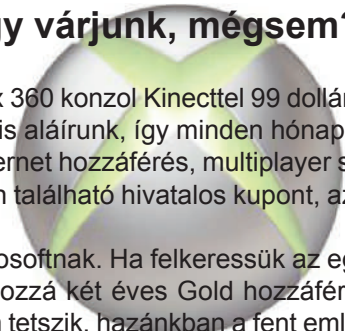 gy várjunk, mégsem?
x 360 konzol Kinecttel 99 dollár
is aláírunk, így minden hónap
ernet hozzáférés, multiplayer s
n található hivatalos kupont, az
osoftnak. Ha felkeressük az eg
ozzá két éves Gold hozzáfér
n tetszik, hazánkban a fent eml